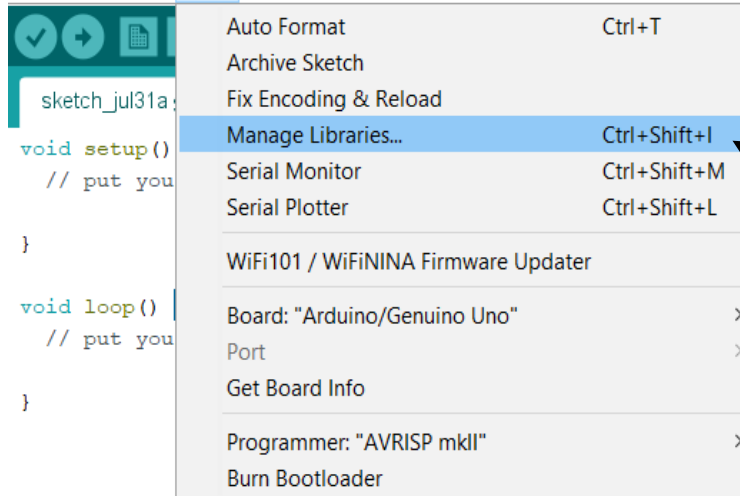 Auto Format Ctrl+T
Archive Sketch
sketch_jul31a
Fix Encoding & Reload
Manage Libraries... Ctrl+Shift+I
void setup()
// put you
Serial Monitor Ctrl+Shift+M
Serial Plotter Ctrl+Shift+L
}
WiFi101 / WiFiNINA Firmware Updater
void loop()
Board: "Arduino/Genuino Uno"
// put you
Port
Get Board Info
}
Programmer: "AVRISP mkII"
Burn Bootloader